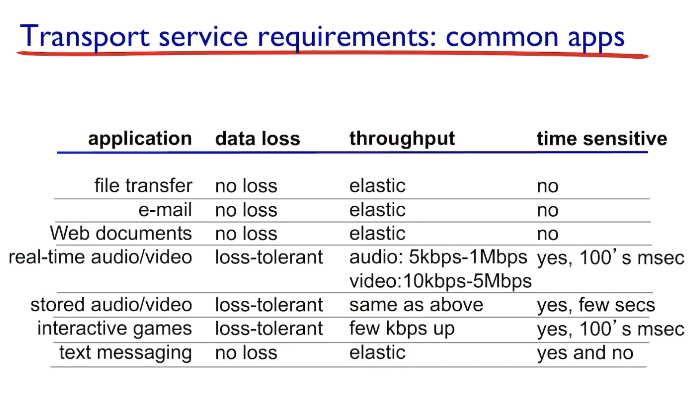 Transport service requirements: common apps
application data loss throughput time sensitive
file transfer no loss elastic no
e-mail no loss elastic no
Web documents no loss elastic no
real-time audio/video loss-tolerant audio: 5kbps-1Mbps yes, 100's msec
video:10kbps-5Mbps
stored audio/video loss-tolerant same as above yes, few secs
interactive games loss-tolerant few kbps up yes, 100's msec
text messaging no loss elastic yes and no